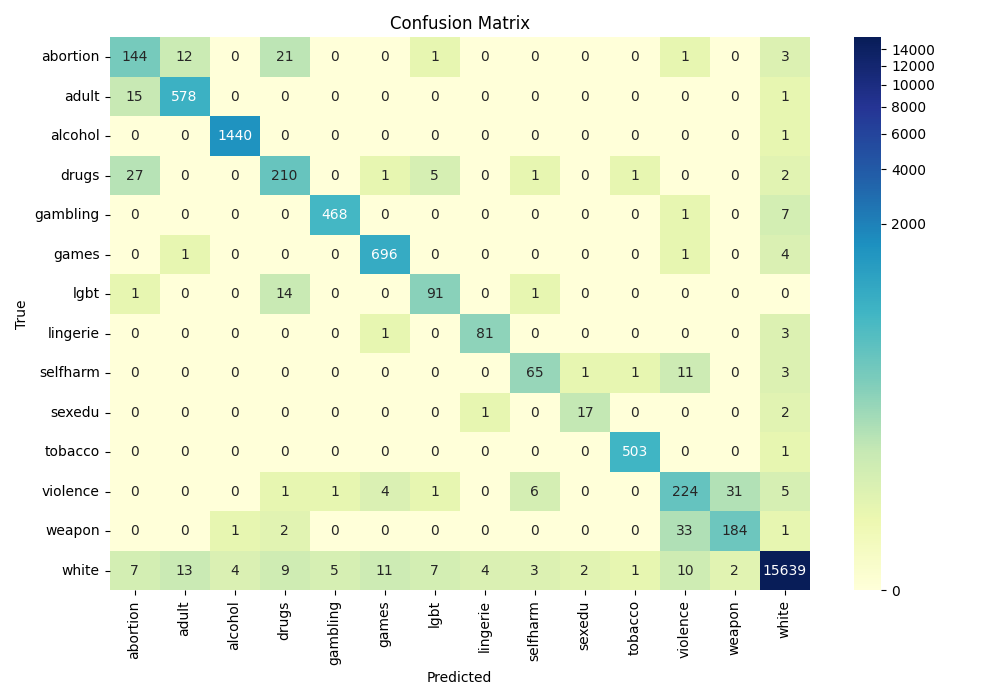 Confusion Matrix
abortion 144 12 0 21 0 0 1 0 0 0 0 1 0 3
adult 15 578 0 0 0 0 0 0 0 0 0 0 0 1
alcohol 0 0 1440 0 0 0 0 0 0 0 0 0 0 1
drugs 27 0 0 210 0 1 5 0 1 0 1 0 0 2
gambling 0 0 0 0 468 0 0 0 0 0 0 1 0 7
games 0 1 0 0 0 696 0 0 0 0 0 1 0 4
lgbt 1 0 0 14 0 0 91 0 1 0 0 0 0 0
lingerie 0 0 0 0 0 1 0 81 0 0 0 0 0 3
selfharm 0 0 0 0 0 0 0 0 65 1 1 11 0 3
sexedu 0 0 0 0 0 0 0 1 0 17 0 0 0 2
tobacco 0 0 0 0 0 0 0 0 0 0 503 0 0 1
violence 0 0 0 1 1 4 1 0 6 0 0 224 31 5
weapon 0 0 1 2 0 0 0 0 0 0 0 33 184 1
white 7 13 4 9 5 11 7 4 3 2 1 10 2 15639
True
abortion adult alcohol drugs gambling games lgbt lingerie selfharm sexedu tobacco violence weapon white
Predicted
14000
12000
10000
8000
6000
4000
2000
0